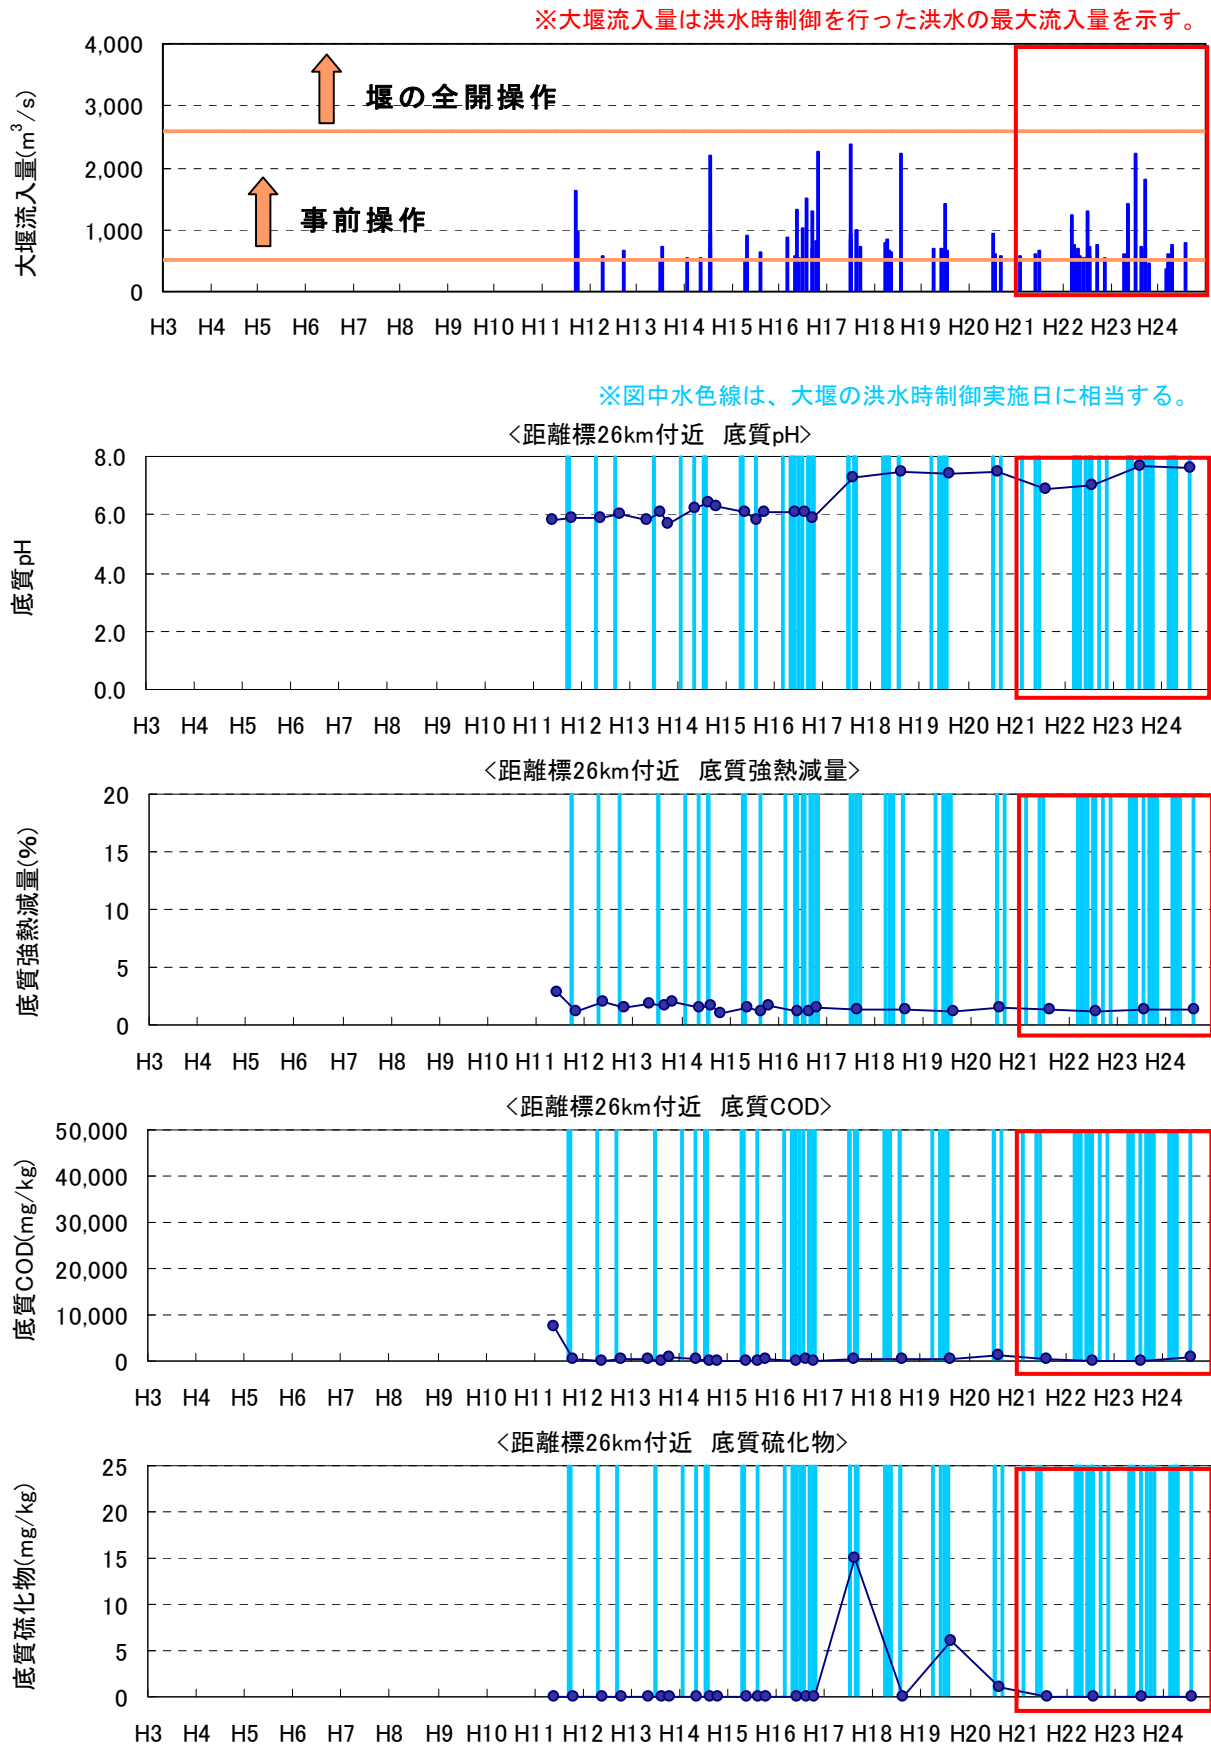 ※大堰流入量は洪水時制御を行った洪水の最大流入量を示す。
大堰流入量(m³/s)
4,000
3,000
2,000
1,000
0
堰の全開操作
事前操作
H3 H4 H5 H6 H7 H8 H9 H10 H11 H12 H13 H14 H15 H16 H17 H18 H19 H20 H21 H22 H23 H24
※図中水色線は、大堰の洪水時制御実施日に相当する。
<距離標26km付近 底質pH>
底質pH
8.0
6.0
4.0
2.0
0.0
H3 H4 H5 H6 H7 H8 H9 H10 H11 H12 H13 H14 H15 H16 H17 H18 H19 H20 H21 H22 H23 H24
<距離標26km付近 底質強熱減量>
底質強熱減量(%)
20
15
10
5
0
H3 H4 H5 H6 H7 H8 H9 H10 H11 H12 H13 H14 H15 H16 H17 H18 H19 H20 H21 H22 H23 H24
<距離標26km付近 底質COD>
底質COD(mg/kg)
50,000
40,000
30,000
20,000
10,000
0
H3 H4 H5 H6 H7 H8 H9 H10 H11 H12 H13 H14 H15 H16 H17 H18 H19 H20 H21 H22 H23 H24
<距離標26km付近 底質硫化物>
底質硫化物(mg/kg)
25
20
15
10
5
0
H3 H4 H5 H6 H7 H8 H9 H10 H11 H12 H13 H14 H15 H16 H17 H18 H19 H20 H21 H22 H23 H24